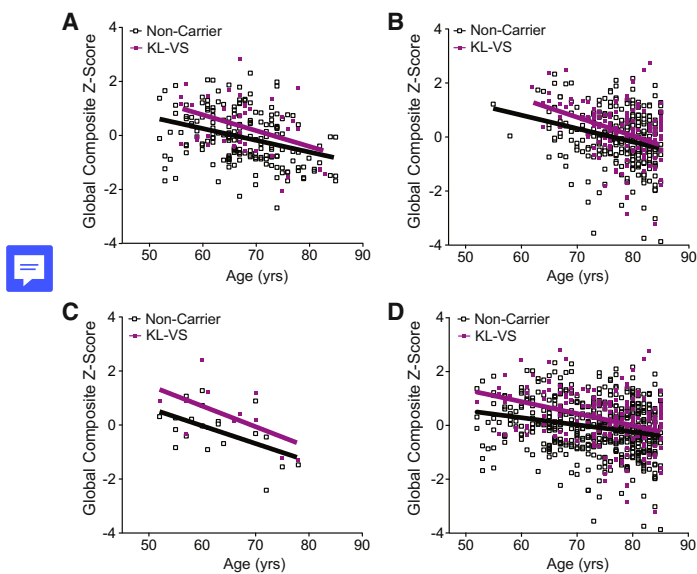 A
Non-Carrier
KL-VS
Global Composite Z-Score
4
2
0
-2
-4
50 60 70 80 90
Age (yrs)
B
Non-Carrier
KL-VS
Global Composite Z-Score
4
2
0
-2
-4
50 60 70 80 90
Age (yrs)
C
Non-Carrier
KL-VS
Global Composite Z-Score
4
2
0
-2
-4
50 60 70 80 90
Age (yrs)
D
Non-Carrier
KL-VS
Global Composite Z-Score
4
2
0
-2
-4
50 60 70 80 90
Age (yrs)